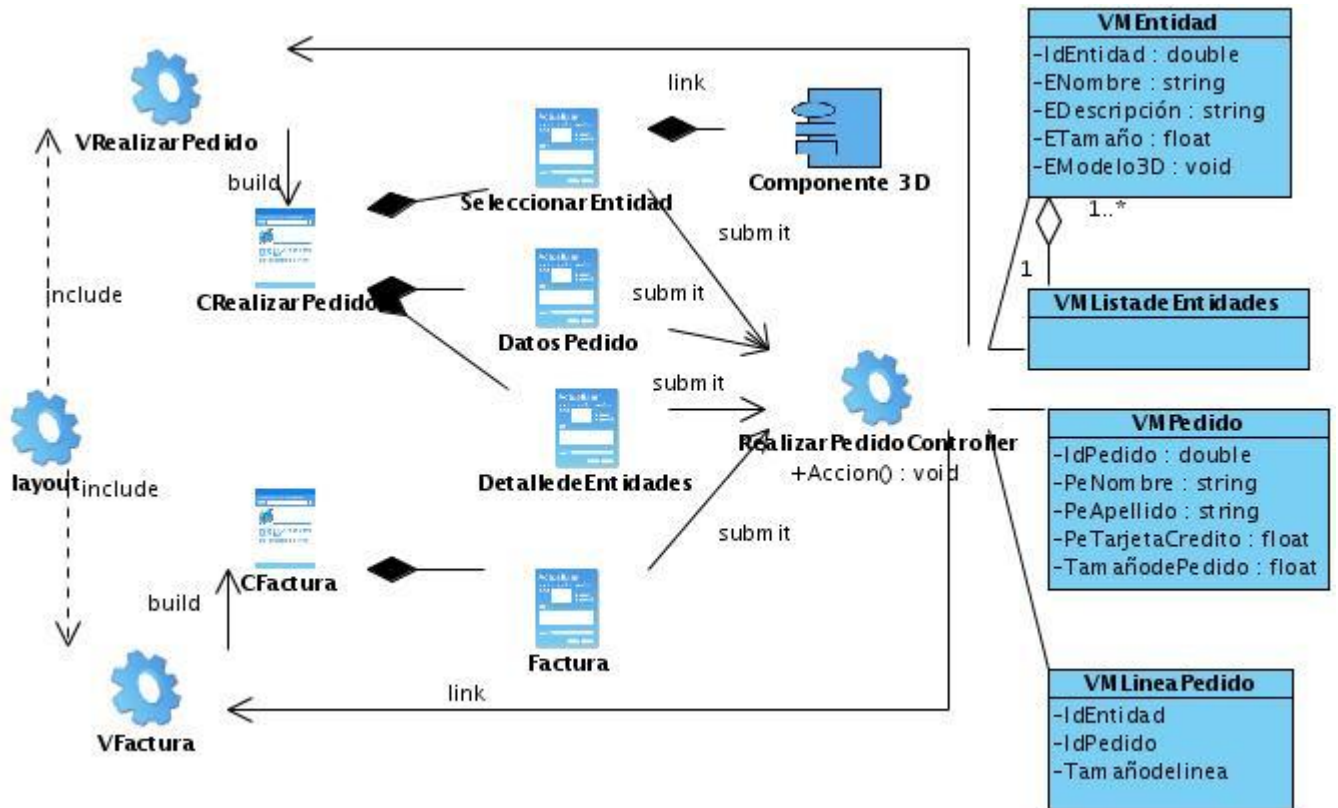 VMEntidad
-IdEntidad : double
-ENombre : string
-EDescripción : string
-ETamaño : float
-EModelo3D : void
link
VRealizarPedido
Componente 3D
build
SeleccionarEntidad
1..*
submit
1
include
submit
CRealizarPedido
VMListadeEntidades
DatosPedido
submit
layout
include
RealizarPedidoController
+Accion() : void
DetalledeEntidades
VMPedido
-IdPedido : double
-PeNombre : string
-PeApellido : string
-PeTarjetaCredito : float
-TamañodePedido : float
submit
CFactura
build
Factura
link
VFactura
VMLineaPedido
-IdEntidad
-IdPedido
-Tamañodelinea